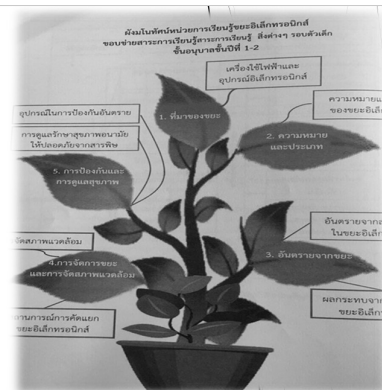 ผังมโนทัศน์หน่วยการเรียนรู้ขยะอิเล็กทรอนิกส์
ขอบข่ายสาระการเรียนรู้สาระการเรียนรู้ สิ่งต่างๆ รอบตัวเด็ก
ชั้นอนุบาลชั้นปีที่ 1-2
เครื่องใช้ไฟฟ้าและ
อุปกรณ์อิเล็กทรอนิกส์
1. ที่มาของขยะ
ความหมายแ
ของขยะอิเล็
2. ความหมาย
และประเภท
อุปกรณ์ในการป้องกันอันตราย
การดูแลรักษาสุขภาพอนามัย
ให้ปลอดภัยจากสารพิษ
5. การป้องกันและ
การดูแลสุขภาพ
อันตรายจากส
ในขยะอิเล็ก
3. อันตรายจากขยะ
ผลกระทบจาก
ขยะอิเล็ก
จัดสภาพแวดล้อม
4.การจัดการขยะ
และการจัดสภาพแวดล้อม
านการณ์การคัดแยก
ขยะอิเล็กทรอนิกส์